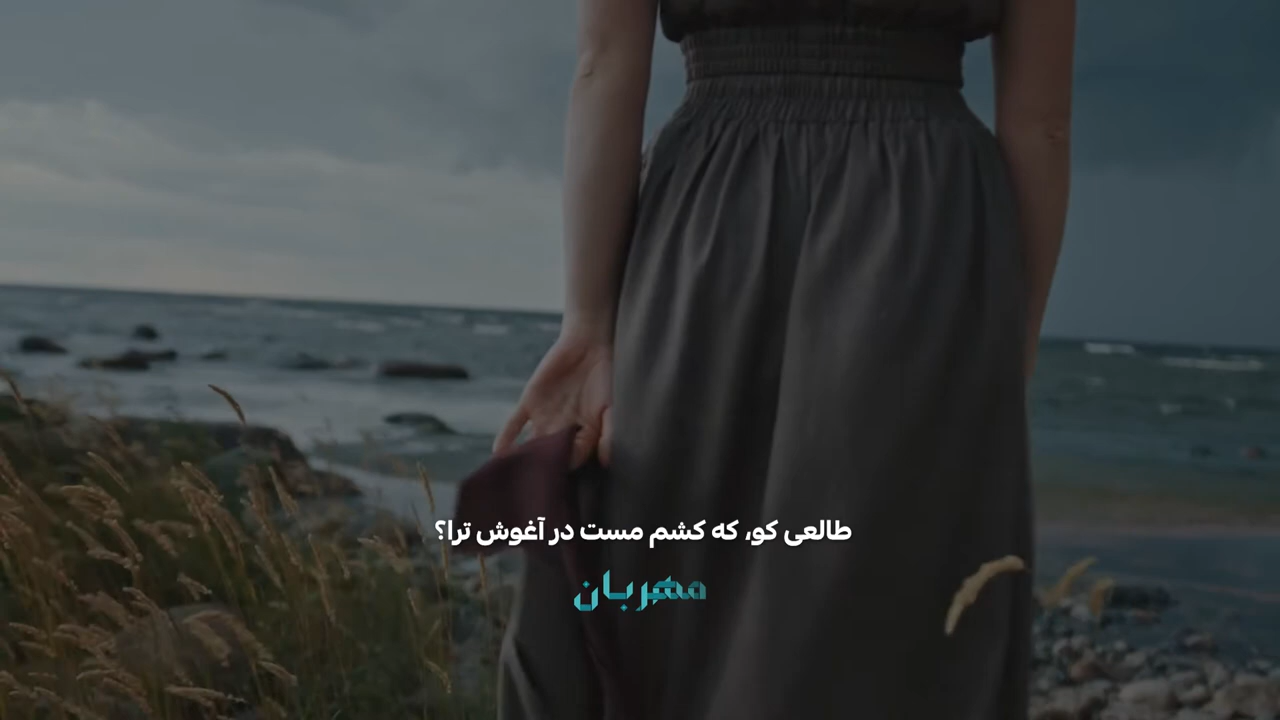 طالعی کو، که کشم مست در آغوش ترا؟
مهربان